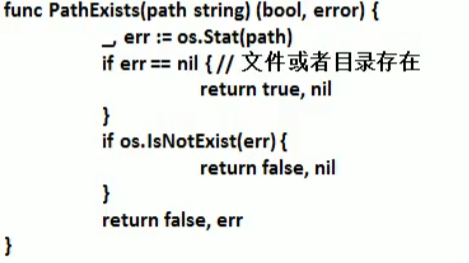 func PathExists(path string) (bool, error) {
_, err := os.Stat(path)
if err == nil { // 文件或者目录存在
return true, nil
}
if os.IsNotExist(err) {
return false, nil
}
return false, err
}